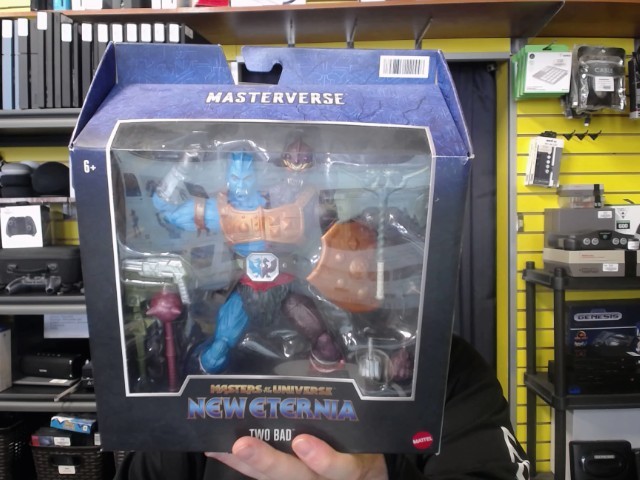 MASTERVERSE
6+
MASTERS OF THE UNIVERSE
NEW ETERNIA
TWO BAD
MATTEL
GENESIS